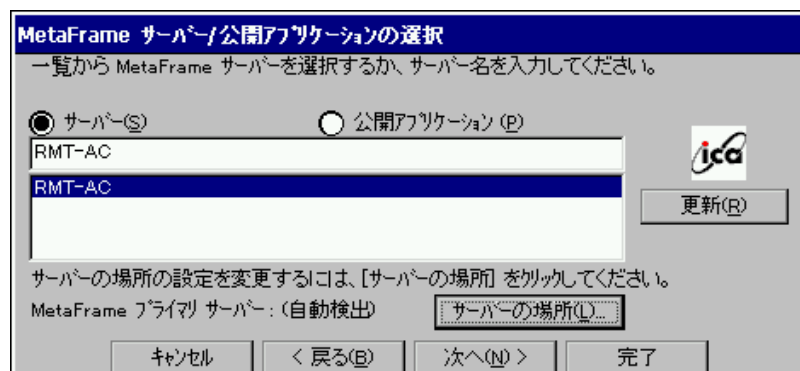 MetaFrame サーバー/公開アプリケーションの選択
一覧から MetaFrame サーバーを選択するか、サーバー名を入力してください。
サーバー(S) 公開アプリケーション(P)
RMT-AC
ica
RMT-AC
更新(R)
サーバーの場所の設定を変更するには、[サーバーの場所] をクリックしてください。
MetaFrame プライマリ サーバー : (自動検出) サーバーの場所(L)...
キャンセル < 戻る(B) 次へ(N) > 完了